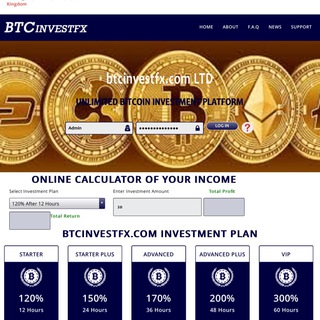 Kingdom
BTCINVESTFX
HOME ABOUT F.A.Q NEWS SUPPORT
btcinvestfx.com LTD
UNLIMITED BITCOIN INVESTMENT PLATFORM
Admin •••••••••••••• LOG IN ?
ONLINE CALCULATOR OF YOUR INCOME
Select Investment Plan Enter Investment Amount Total Profit
120% After 12 Hours 10
Total Return
BTCINVESTFX.COM INVESTMENT PLAN
STARTER STARTER PLUS ADVANCED ADVANCED PLUS VIP
120% 150% 170% 200% 300%
12 Hours 24 Hours 36 Hours 48 Hours 60 Hours